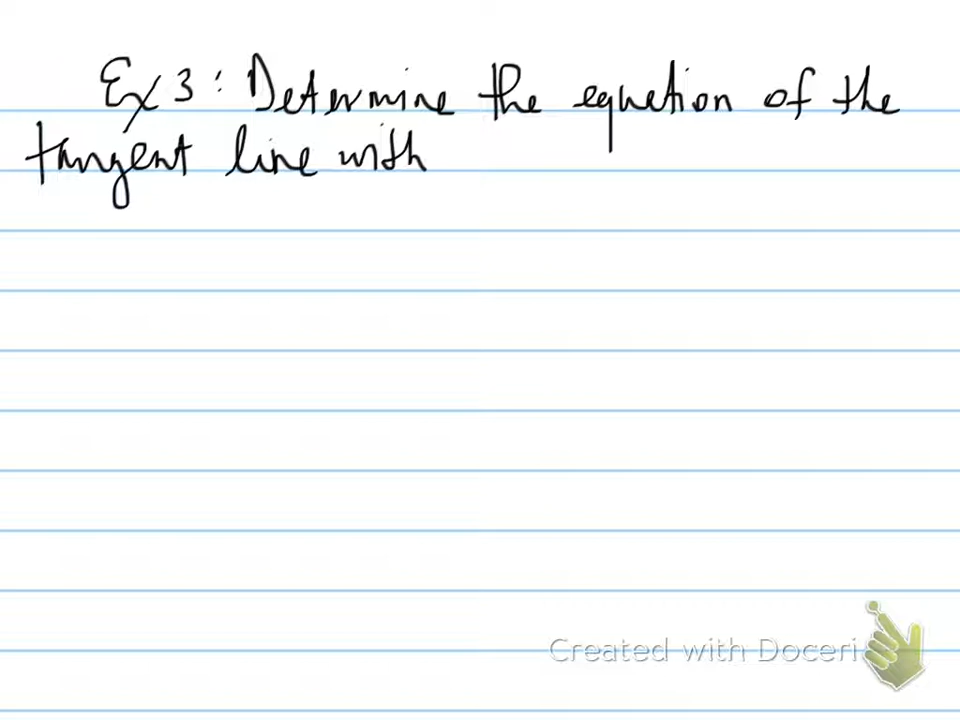 Ex 3: Determine the equation of the
tangent line with
Created with Doceri